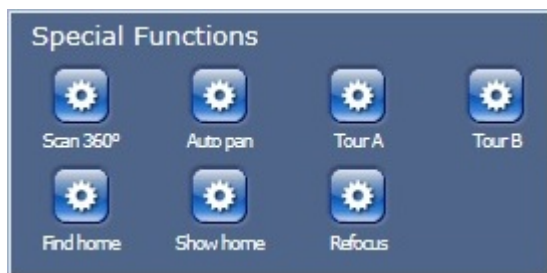 Special Functions
Scan 360º
Auto pan
Tour A
Tour B
Find home
Show home
Refocus